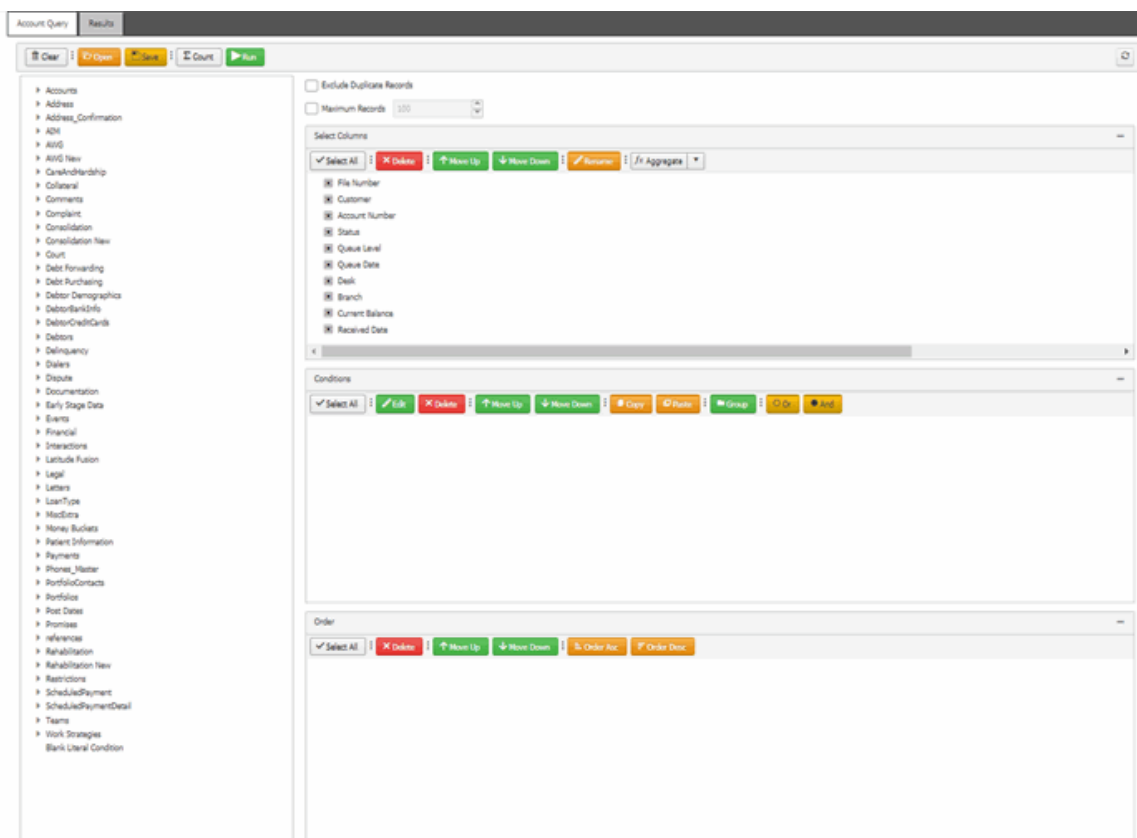 Account Query Results
Clear Open Save Count Run
Accounts
Address
Address_Confirmation
AIM
AWG
AWG New
CareAndHardship
Collateral
Comments
Complaint
Consolidation
Consolidation New
Court
Debt Forwarding
Debt Purchasing
Debtor Demographics
DebtorBankInfo
DebtorCreditCards
Debtors
Delinquency
Dialers
Dispute
Documentation
Early Stage Data
Events
Financial
Interactions
Latitude Fusion
Legal
Letters
LoanType
MiscExtra
Money Buckets
Patient Information
Payments
Phones_Master
PortfolioContacts
Portfolios
Post Dates
Promises
references
Rehabilitation
Rehabilitation New
Restrictions
ScheduledPayment
ScheduledPaymentDetail
Teams
Work Strategies
Blank Literal Condition
Exclude Duplicate Records
Maximum Records 100
Select Columns
Select All Delete Move Up Move Down Rename fx Aggregate
File Number
Customer
Account Number
Status
Queue Level
Queue Date
Desk
Branch
Current Balance
Received Date
Conditions
Select All Edit Delete Move Up Move Down Copy Paste Group Or And
Order
Select All Delete Move Up Move Down Order Asc Order Desc